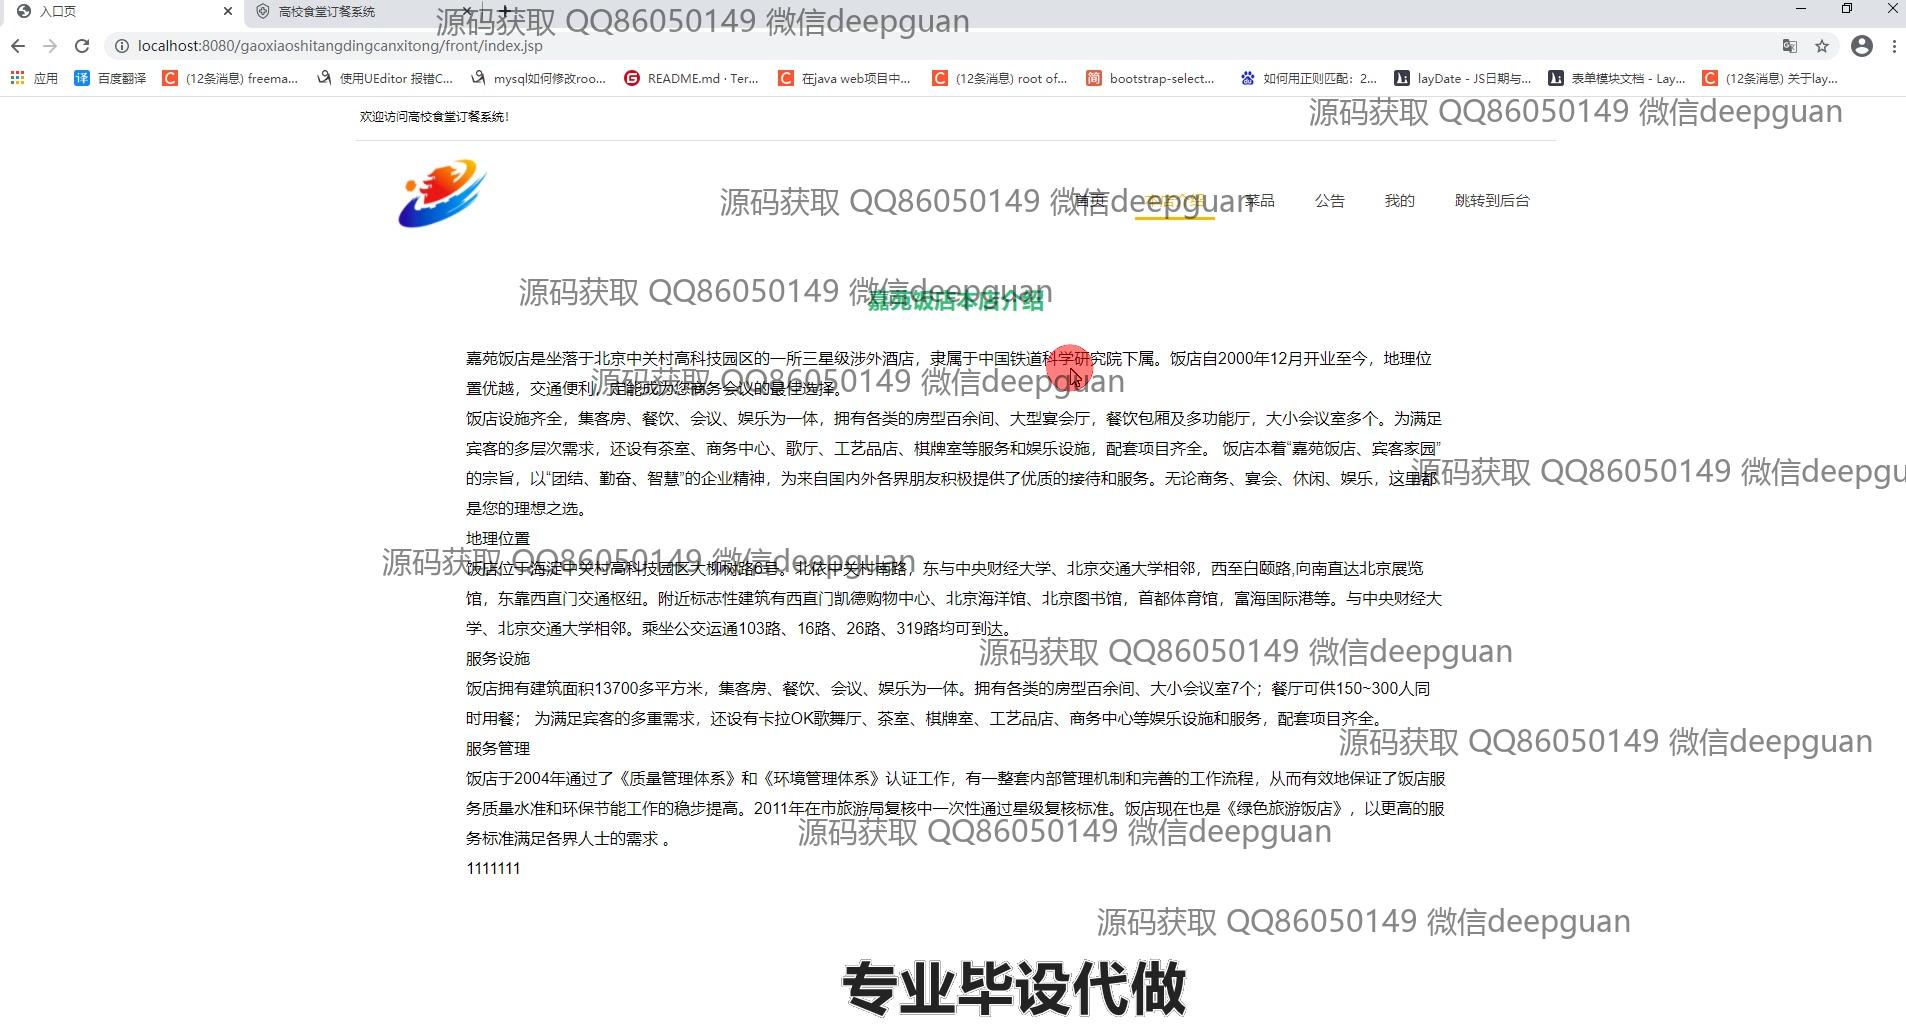 入口页
高校食堂订餐系统
源码获取 QQ86050149 微信deepguan
localhost:8080/gaoxiaoshitangdingcanxitong/front/index.jsp
应用 百度翻译 (12条消息) freema... 使用UEditor 报错C... mysql如何修改roo... README.md · Ter... 在java web项目中... (12条消息) root of... bootstrap-select... 如何用正则匹配：2... layDate - JS日期与... 表单模块文档 - Lay... (12条消息) 关于lay...
源码获取 QQ86050149 微信deepguan
欢迎访问高校食堂订餐系统!
源码获取 QQ86050149 微信deepguan
首页 本店介绍 菜品 公告 我的 跳转到后台
源码获取 QQ86050149 微信deepguan
嘉苑饭店本店介绍
嘉苑饭店是坐落于北京中关村高科技园区的一所三星级涉外酒店，隶属于中国铁道科学研究院下属。饭店自2000年12月开业至今，地理位
置优越，交通便利，定能成为您商务会议的最佳选择。
源码获取 QQ86050149 微信deepguan
饭店设施齐全，集客房、餐饮、会议、娱乐为一体，拥有各类的房型百余间、大型宴会厅，餐饮包厢及多功能厅，大小会议室多个。为满足
宾客的多层次需求，还设有茶室、商务中心、歌厅、工艺品店、棋牌室等服务和娱乐设施，配套项目齐全。 饭店本着“嘉苑饭店、宾客家园”
的宗旨，以“团结、勤奋、智慧”的企业精神，为来自国内外各界朋友积极提供了优质的接待和服务。无论商务、宴会、休闲、娱乐，这里都
源码获取 QQ86050149 微信deepgu
是您的理想之选。
地理位置
源码获取 QQ86050149 微信deepguan
饭店位于海淀中关村高科技园区大柳树路6号。北依中关村南路，东与中央财经大学、北京交通大学相邻，西至白颐路,向南直达北京展览
馆，东靠西直门交通枢纽。附近标志性建筑有西直门凯德购物中心、北京海洋馆、北京图书馆，首都体育馆，富海国际港等。与中央财经大
学、北京交通大学相邻。乘坐公交运通103路、16路、26路、319路均可到达。
源码获取 QQ86050149 微信deepguan
服务设施
饭店拥有建筑面积13700多平方米，集客房、餐饮、会议、娱乐为一体。拥有各类的房型百余间、大小会议室7个；餐厅可供150~300人同
时用餐； 为满足宾客的多重需求，还设有卡拉OK歌舞厅、茶室、棋牌室、工艺品店、商务中心等娱乐设施和服务，配套项目齐全。
源码获取 QQ86050149 微信deepguan
服务管理
饭店于2004年通过了《质量管理体系》和《环境管理体系》认证工作，有一整套内部管理机制和完善的工作流程，从而有效地保证了饭店服
务质量水准和环保节能工作的稳步提高。2011年在市旅游局复核中一次性通过星级复核标准。饭店现在也是《绿色旅游饭店》，以更高的服
务标准满足各界人士的需求 。
源码获取 QQ86050149 微信deepguan
1111111
源码获取 QQ86050149 微信deepguan
专业毕设代做